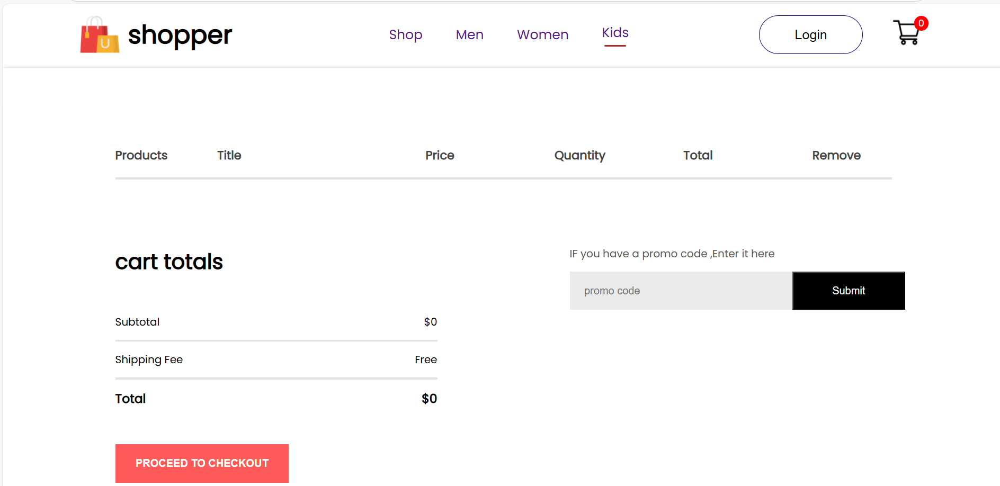 shopper
Shop Men Women Kids
Login
0
U
Products Title Price Quantity Total Remove
cart totals
Subtotal $0
Shipping Fee Free
Total $0
PROCEED TO CHECKOUT
IF you have a promo code ,Enter it here
promo code Submit